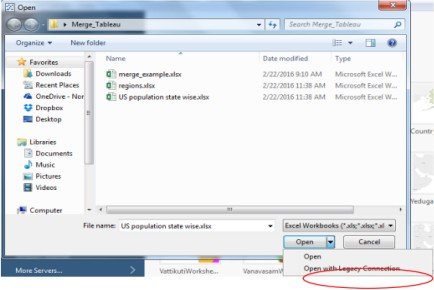 Open
Merge_Tableau
Search Merge_Tableau
Organize
New folder
Name
Date modified
Type
Favorites
Downloads
Recent Places
OneDrive - Nor
Dropbox
Desktop
Libraries
Documents
Music
Pictures
Videos
Computer
merge_example.xlsx 2/22/2016 9:10 AM Microsoft Excel W...
regions.xlsx 2/22/2016 11:38 AM Microsoft Excel W...
US population state wise.xlsx 2/22/2016 11:38 AM Microsoft Excel W...
File name: US population state wise.xlsx
Excel Workbooks (*.xls;*.xlsx;*.xl
Open
Cancel
Open
Open with Legacy Connection
More Servers...
VattikutiWorkshe...
VanavasamW
Countr